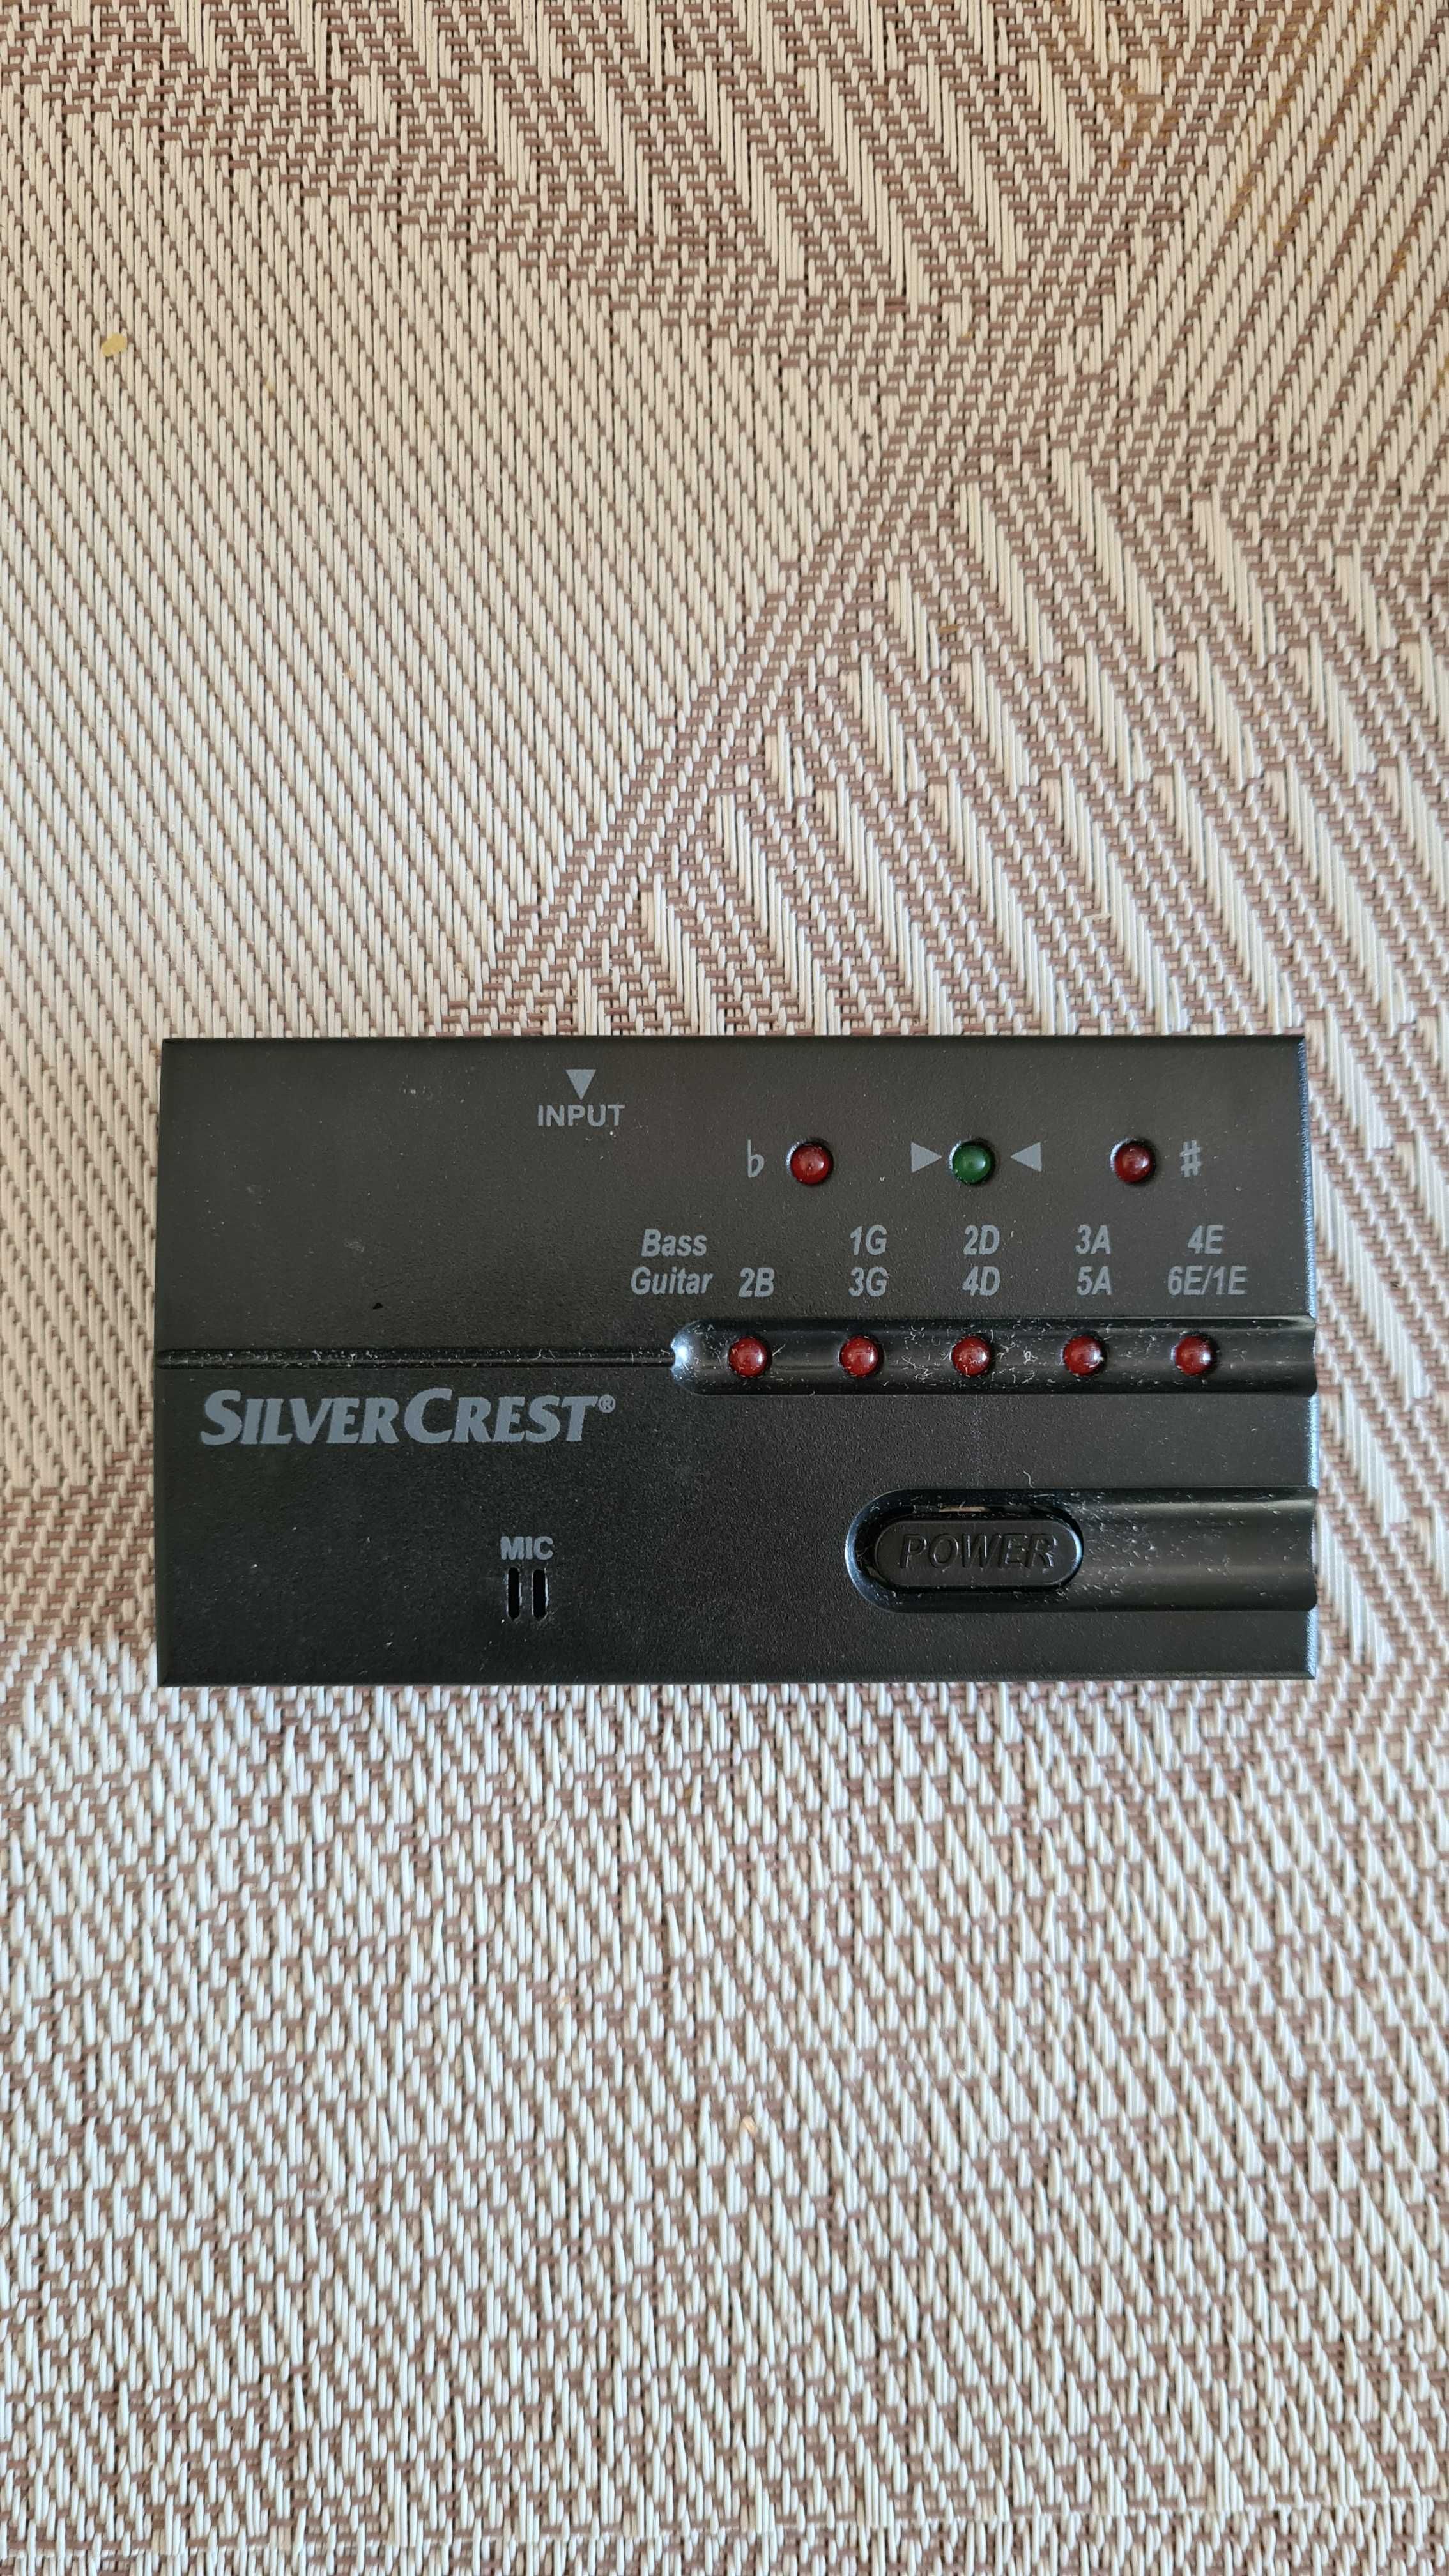 INPUT
♭ ▶ ◀ ♯
Bass 1G 2D 3A 4E
Guitar 2B 3G 4D 5A 6E/1E
SILVERCREST®
MIC
POWER